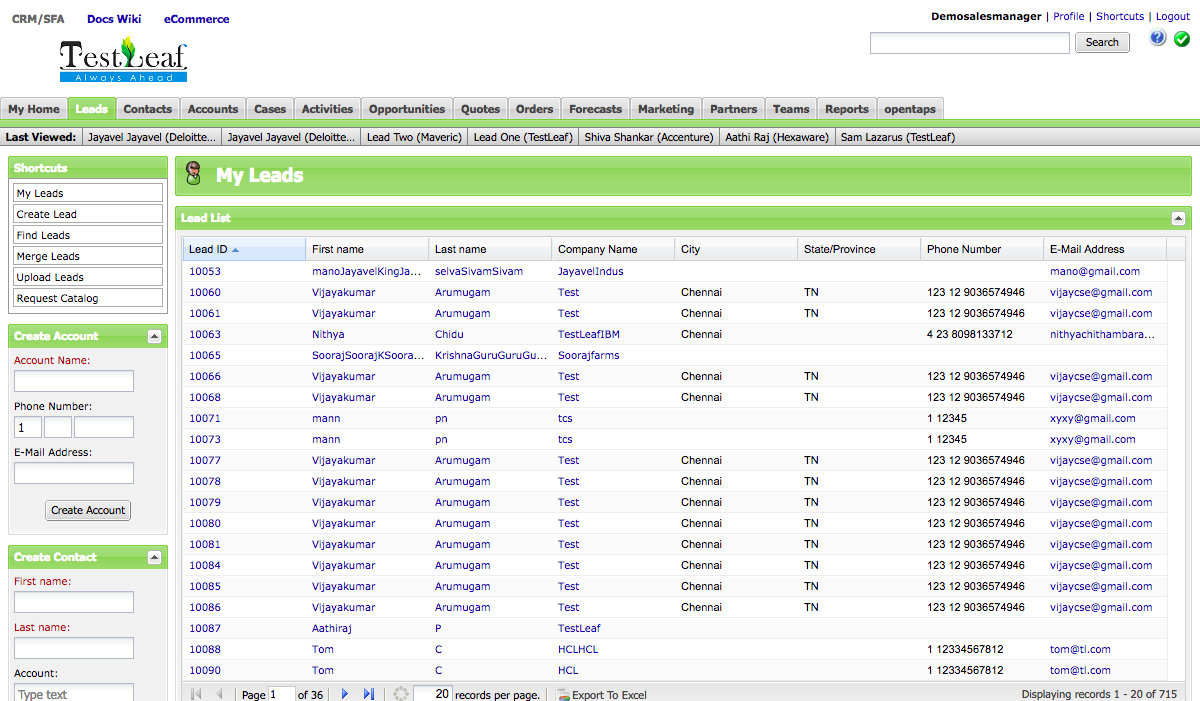 CRM/SFA Docs Wiki eCommerce
Demosalesmanager | Profile | Shortcuts | Logout
TestLeaf
Always Ahead
Search
My Home Leads Contacts Accounts Cases Activities Opportunities Quotes Orders Forecasts Marketing Partners Teams Reports opentaps
Last Viewed: Jayavel Jayavel (Deloitte... Jayavel Jayavel (Deloitte... Lead Two (Maveric) Lead One (TestLeaf) Shiva Shankar (Accenture) Aathi Raj (Hexaware) Sam Lazarus (TestLeaf)
Shortcuts
My Leads
Create Lead
Find Leads
Merge Leads
Upload Leads
Request Catalog
Create Account
Account Name:
Phone Number:
1
E-Mail Address:
Create Account
Create Contact
First name:
Last name:
Account:
Type text
My Leads
Lead List
Lead ID First name Last name Company Name City State/Province Phone Number E-Mail Address
10053 manoJayavelKingJa... selvaSivamSivam JayavelIndus mano@gmail.com
10060 Vijayakumar Arumugam Test Chennai TN 123 12 9036574946 vijaycse@gmail.com
10061 Vijayakumar Arumugam Test Chennai TN 123 12 9036574946 vijaycse@gmail.com
10063 Nithya Chidu TestLeafIBM Chennai 4 23 8098133712 nithyachithambara...
10065 SoorajSoorajKSoora... KrishnaGuruGuruGu... Soorajfarms
10066 Vijayakumar Arumugam Test Chennai TN 123 12 9036574946 vijaycse@gmail.com
10068 Vijayakumar Arumugam Test Chennai TN 123 12 9036574946 vijaycse@gmail.com
10071 mann pn tcs 1 12345 xyxy@gmail.com
10073 mann pn tcs 1 12345 xyxy@gmail.com
10077 Vijayakumar Arumugam Test Chennai TN 123 12 9036574946 vijaycse@gmail.com
10078 Vijayakumar Arumugam Test Chennai TN 123 12 9036574946 vijaycse@gmail.com
10079 Vijayakumar Arumugam Test Chennai TN 123 12 9036574946 vijaycse@gmail.com
10080 Vijayakumar Arumugam Test Chennai TN 123 12 9036574946 vijaycse@gmail.com
10081 Vijayakumar Arumugam Test Chennai TN 123 12 9036574946 vijaycse@gmail.com
10084 Vijayakumar Arumugam Test Chennai TN 123 12 9036574946 vijaycse@gmail.com
10085 Vijayakumar Arumugam Test Chennai TN 123 12 9036574946 vijaycse@gmail.com
10086 Vijayakumar Arumugam Test Chennai TN 123 12 9036574946 vijaycse@gmail.com
10087 Aathiraj P TestLeaf
10088 Tom C HCLHCL 1 12334567812 tom@tl.com
10090 Tom C HCL 1 12334567812 tom@tl.com
Page 1 of 36 20 records per page. Export To Excel Displaying records 1 - 20 of 715